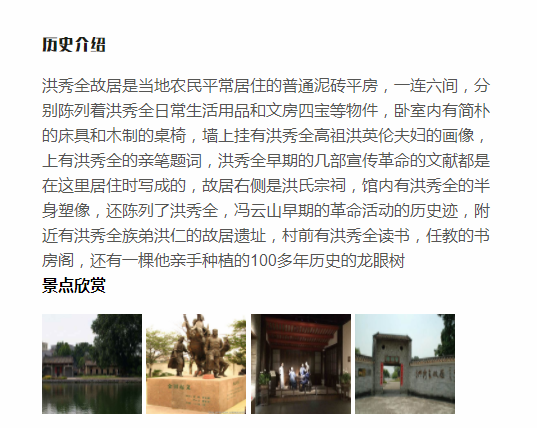 历史介绍
洪秀全故居是当地农民平常居住的普通泥砖平房，一连六间，分
别陈列着洪秀全日常生活用品和文房四宝等物件，卧室内有简朴
的床具和木制的桌椅，墙上挂有洪秀全高祖洪英伦夫妇的画像，
上有洪秀全的亲笔题词，洪秀全早期的几部宣传革命的文献都是
在这里居住时写成的，故居右侧是洪氏宗祠，馆内有洪秀全的半
身塑像，还陈列了洪秀全，冯云山早期的革命活动的历史迹，附
近有洪秀全族弟洪仁的故居遗址，村前有洪秀全读书，任教的书
房阁，还有一棵他亲手种植的100多年历史的龙眼树
景点欣赏